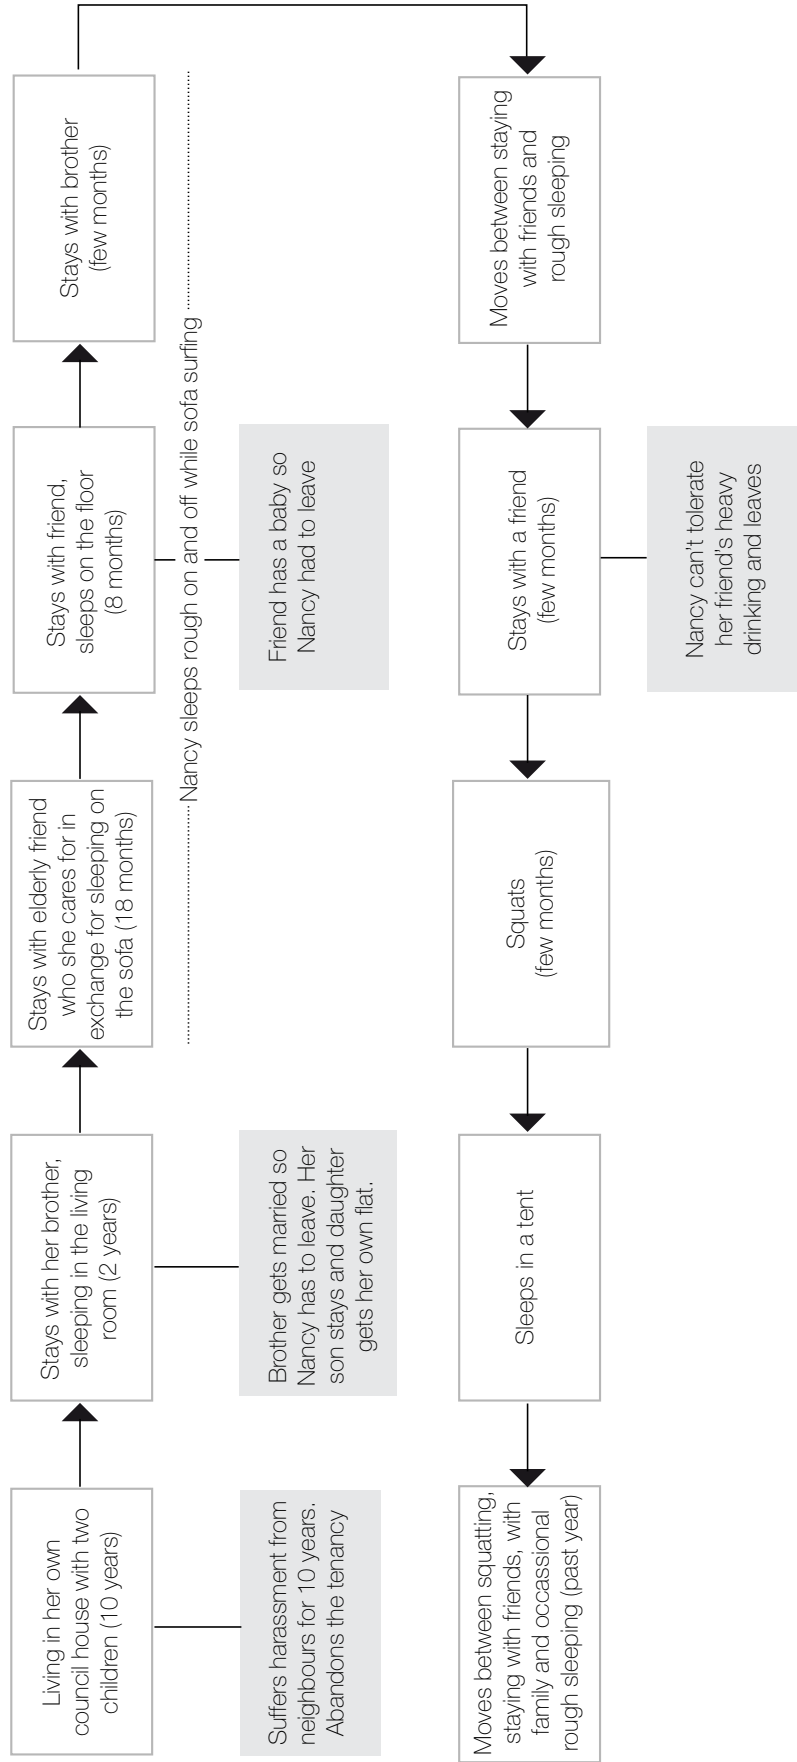 Living in her own
council house with two
children (10 years)
Suffers harassment from
neighbours for 10 years.
Abandons the tenancy
Stays with her brother,
sleeping in the living
room (2 years)
Brother gets married so
Nancy has to leave. Her
son stays and daughter
gets her own flat.
Stays with elderly friend
who she cares for in
exchange for sleeping on
the sofa (18 months)
Stays with friend,
sleeps on the floor
(8 months)
Friend has a baby so
Nancy had to leave
Stays with brother
(few months)
Nancy sleeps rough on and off while sofa surfing
Moves between staying
with friends and
rough sleeping
Stays with a friend
(few months)
Nancy can't tolerate
her friend's heavy
drinking and leaves
Squats
(few months)
Sleeps in a tent
Moves between squatting,
staying with friends, with
family and occassional
rough sleeping (past year)